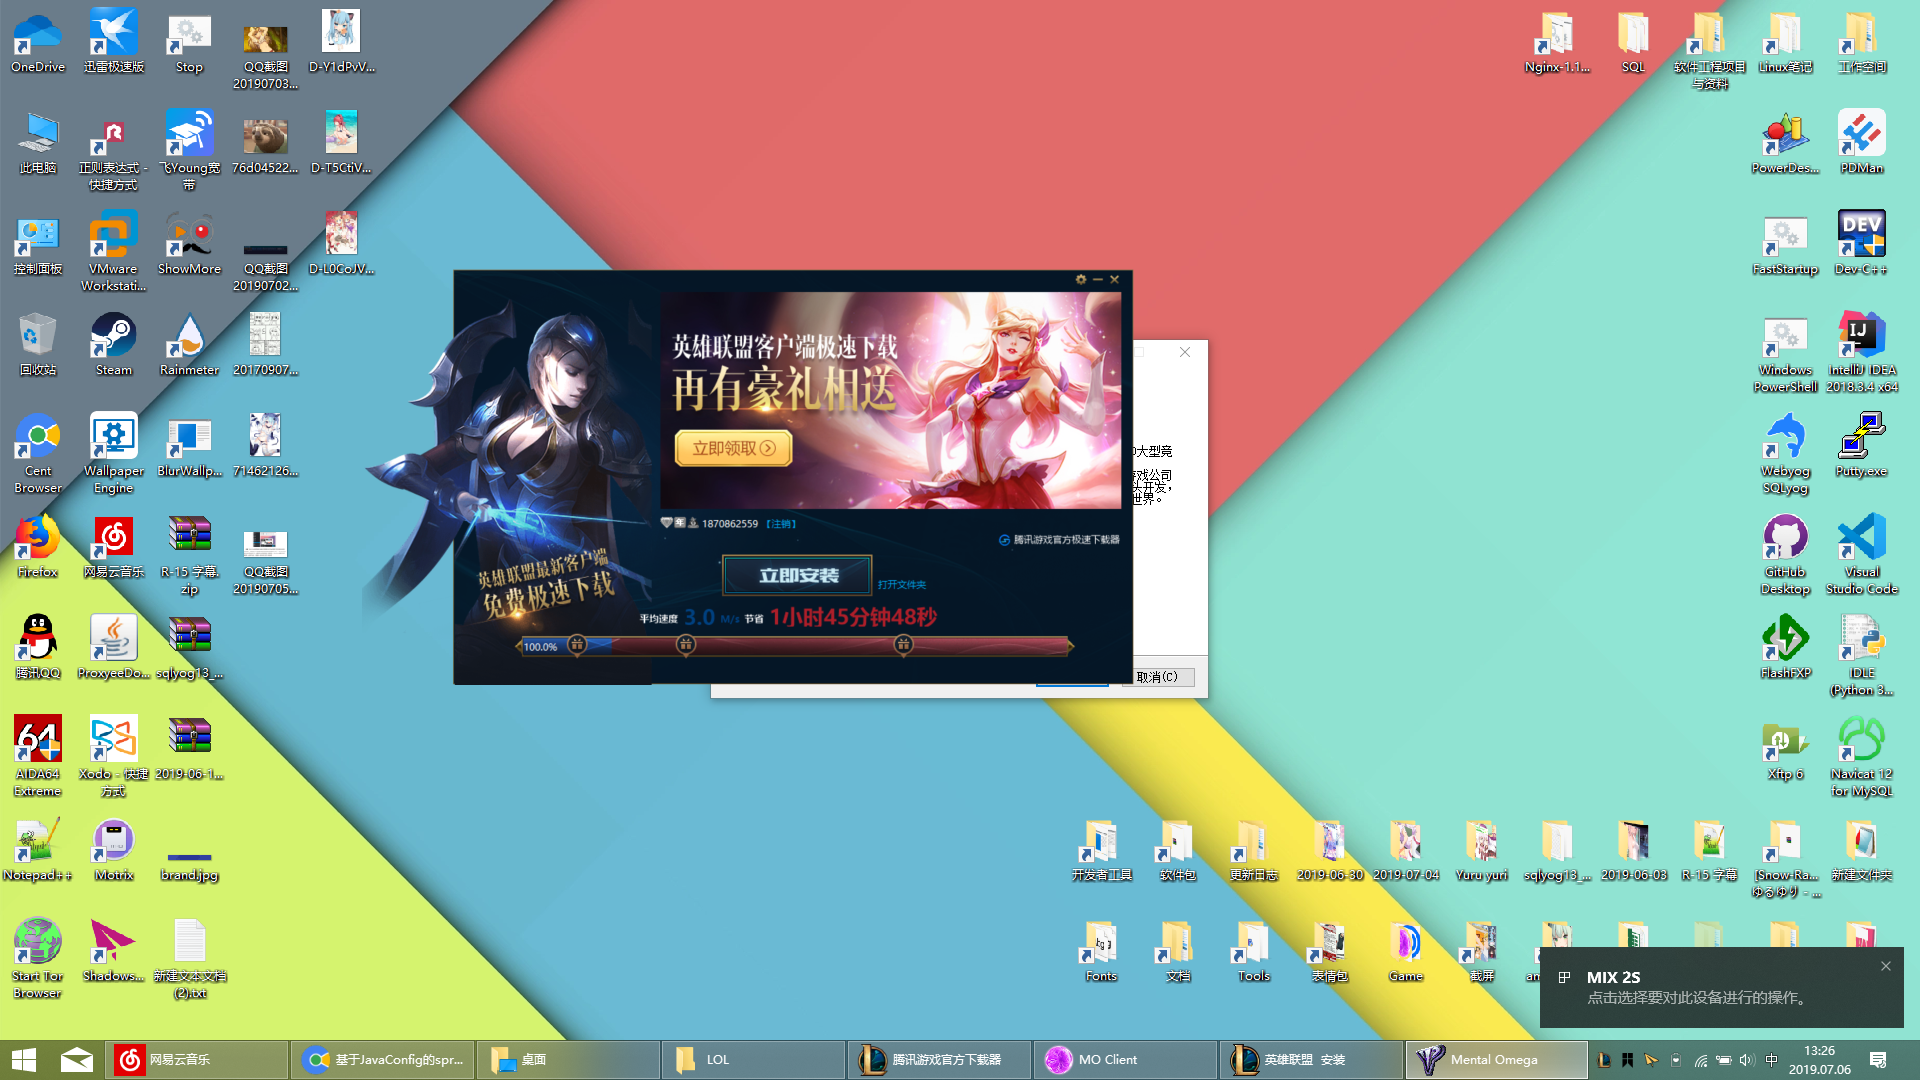 OneDrive
迅雷极速版
Stop
QQ截图
20190703...
D-Y1dPvV...
此电脑
正则表达式 -
快捷方式
飞Young宽
带
76d04522...
D-T5CtiV...
控制面板
VMware
Workstati...
ShowMore
QQ截图
20190702...
D-L0CoJV...
回收站
Steam
Rainmeter
20170907...
Cent
Browser
Wallpaper
Engine
BlurWallp...
71462126...
Firefox
网易云音乐
R-15 字幕.
zip
QQ截图
20190705...
腾讯QQ
ProxyeeDo...
sqlyog13_...
64
AIDA64
Extreme
Xodo - 快捷
方式
2019-06-1...
Notepad++
Motrix
brand.jpg
Start Tor
Browser
Shadows...
新建文本文档
(2).txt
Nginx-1.1...
SQL
软件工程项目
与资料
Linux笔记
工作空间
PowerDes...
PDMan
FastStartup
DEV
Dev-C++
Windows
PowerShell
IJ
IntelliJ IDEA
2018.3.4 x64
Webyog
SQLyog
Putty.exe
GitHub
Desktop
Visual
Studio Code
FlashFXP
IDLE
(Python 3...
Xftp 6
Navicat 12
for MySQL
英雄联盟客户端极速下载
再有豪礼相送
立即领取
年
1870862559
【注销】
腾讯游戏官方极速下载器
立即安装
打开文件夹
英雄联盟最新客户端
免费极速下载
平均速度 3.0 M/s 节省 1小时45分钟48秒
100.0%
大型竞
游戏公司
头开发，
世界。
取消(C)
开发者工具
软件包
更新日志
2019-06-30
2019-07-04
Yuru yuri
sqlyog13_...
2019-06-03
R-15 字幕
[Snow-Ra...
ゆるゆり - ...
新建文件夹
Fonts
文档
Tools
表情包
Game
截屏
MIX 2S
点击选择要对此设备进行的操作。
网易云音乐
基于JavaConfig的spr...
桌面
LOL
腾讯游戏官方下载器
MO Client
英雄联盟 安装
Mental Omega
中
13:26
2019.07.06